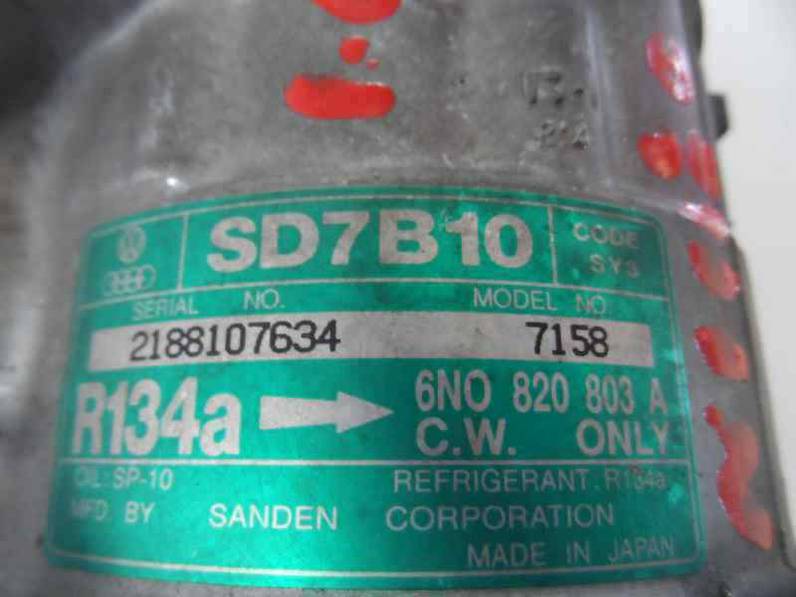 SD7B10
CODE
SYS
SERIAL NO.
MODEL NO
2188107634
7158
R134a
6NO 820 803 A
C.W. ONLY
OIL: SP-10
REFRIGERANT. R134a
MFD. BY SANDEN CORPORATION
MADE IN JAPAN